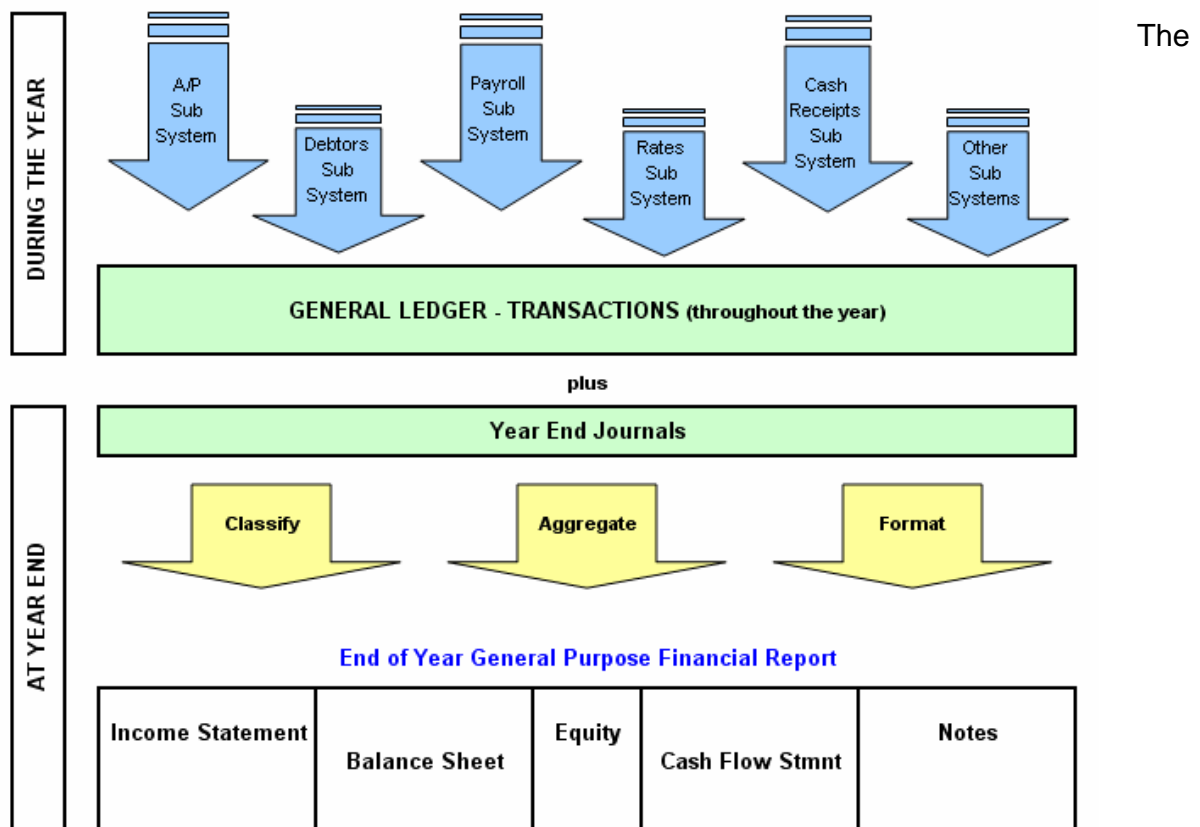 The
DURING THE YEAR
A/P
Sub
System
Debtors
Sub
System
Payroll
Sub
System
Rates
Sub
System
Cash
Receipts
Sub
System
Other
Sub
Systems
GENERAL LEDGER - TRANSACTIONS (throughout the year)
plus
AT YEAR END
Year End Journals
Classify
Aggregate
Format
End of Year General Purpose Financial Report
Income Statement
Balance Sheet
Equity
Cash Flow Stmnt
Notes